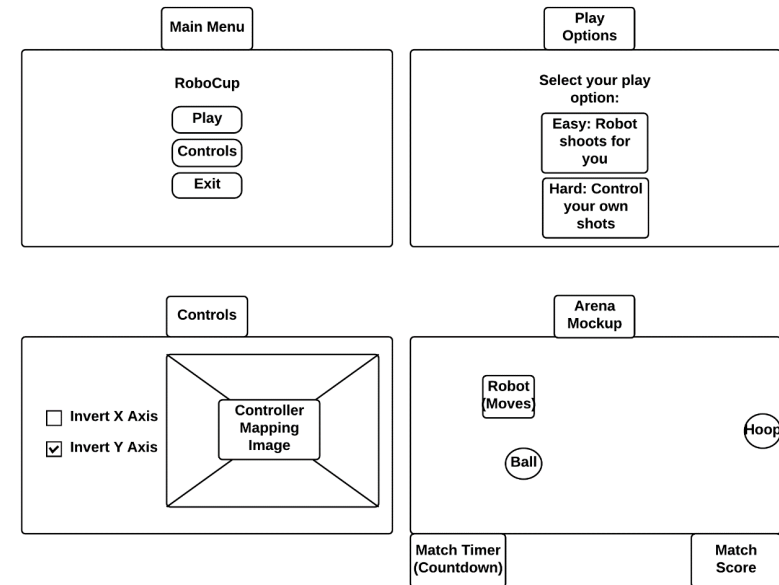 Main Menu
RoboCup
Play
Controls
Exit
Play
Options
Select your play
option:
Easy: Robot
shoots for
you
Hard: Control
your own
shots
Controls
Invert X Axis
Invert Y Axis
Controller
Mapping
Image
Arena
Mockup
Robot
(Moves)
Ball
Hoop
Match Timer
(Countdown)
Match
Score